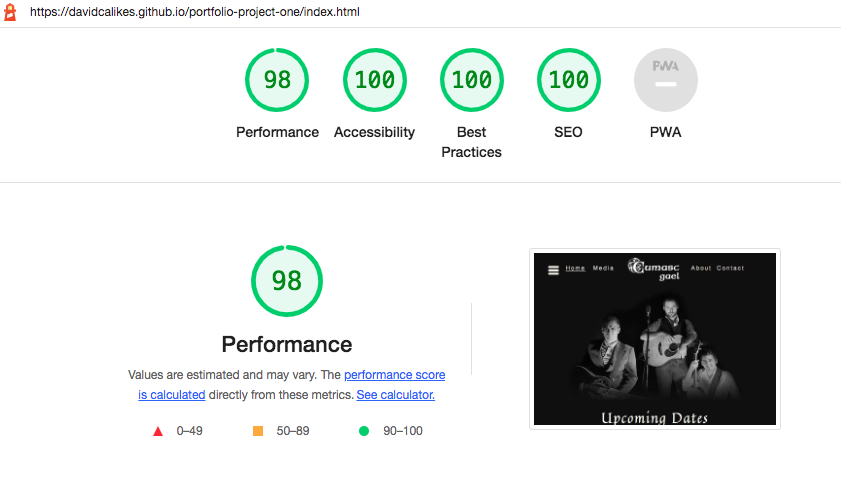 https://davidcalikes.github.io/portfolio-project-one/index.html
98
100
100
100
PWA
Performance
Accessibility
Best
Practices
SEO
PWA
98
Performance
Values are estimated and may vary. The performance score
is calculated directly from these metrics. See calculator.
0–49
50–89
90–100
Home
Media
Cumasc
gael
About
Contact
Upcoming Dates